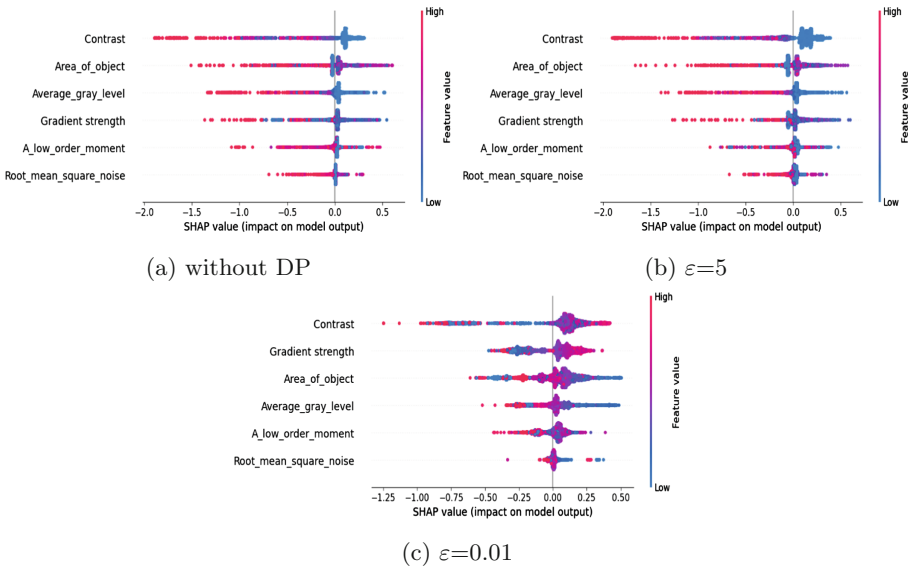 High
Contrast
Area_of_object
Average_gray_level
Gradient strength
A_low_order_moment
Root_mean_square_noise
Feature value
Low
−2.0 −1.5 −1.0 −0.5 0.0 0.5
SHAP value (impact on model output)
(a) without DP
High
Contrast
Area_of_object
Average_gray_level
Gradient strength
A_low_order_moment
Root_mean_square_noise
Feature value
Low
−2.0 −1.5 −1.0 −0.5 0.0 0.5
SHAP value (impact on model output)
(b) ε=5
High
Contrast
Gradient strength
Area_of_object
Average_gray_level
A_low_order_moment
Root_mean_square_noise
Feature value
Low
−1.25 −1.00 −0.75 −0.50 −0.25 0.00 0.25 0.50
SHAP value (impact on model output)
(c) ε=0.01